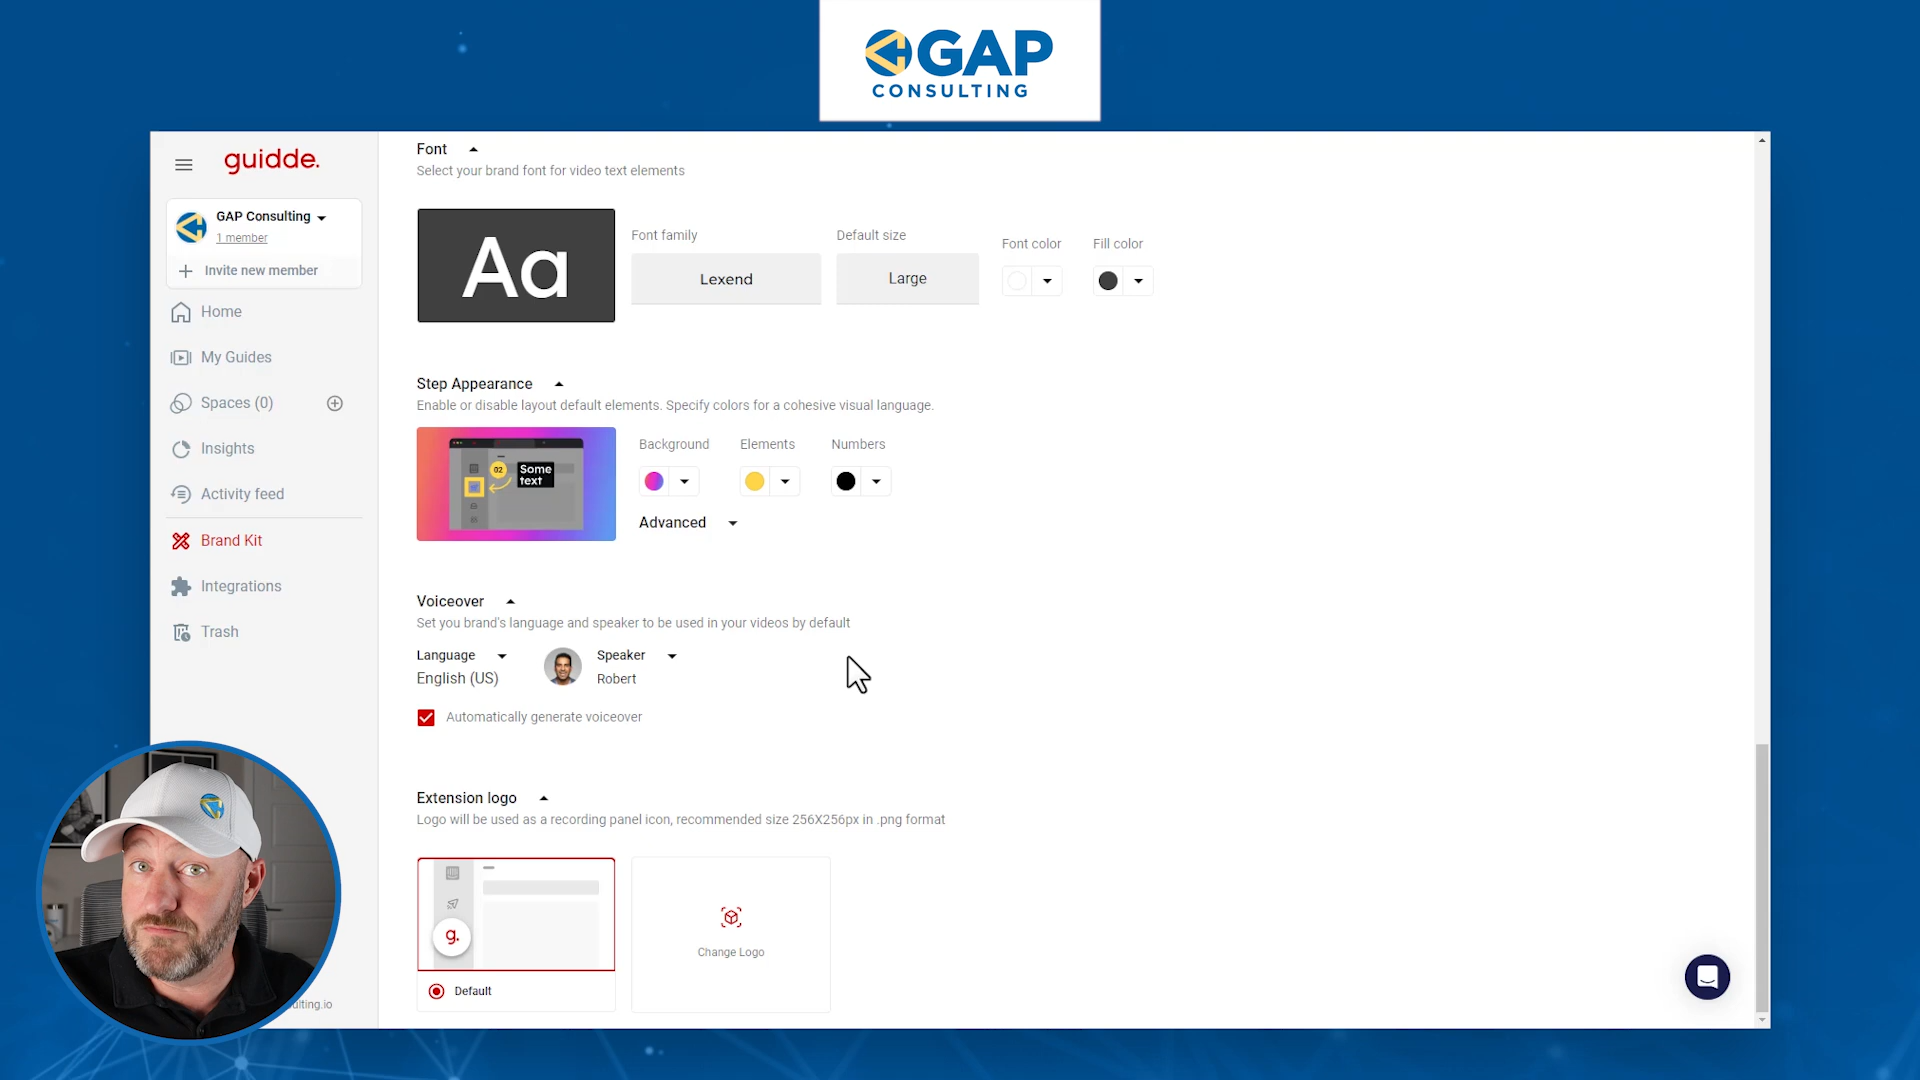 GAP
CONSULTING
guidde.
GAP Consulting
1 member
Invite new member
Home
My Guides
Spaces (0)
Insights
Activity feed
Brand Kit
Integrations
Trash
ulting.io
Font
Select your brand font for video text elements
Aa
Font family
Lexend
Default size
Large
Font color
Fill color
Step Appearance
Enable or disable layout default elements. Specify colors for a cohesive visual language.
02
Some
text
Background
Elements
Numbers
Advanced
Voiceover
Set you brand's language and speaker to be used in your videos by default
Language
English (US)
Speaker
Robert
Automatically generate voiceover
Extension logo
Logo will be used as a recording panel icon, recommended size 256X256px in .png format
g.
Default
Change Logo